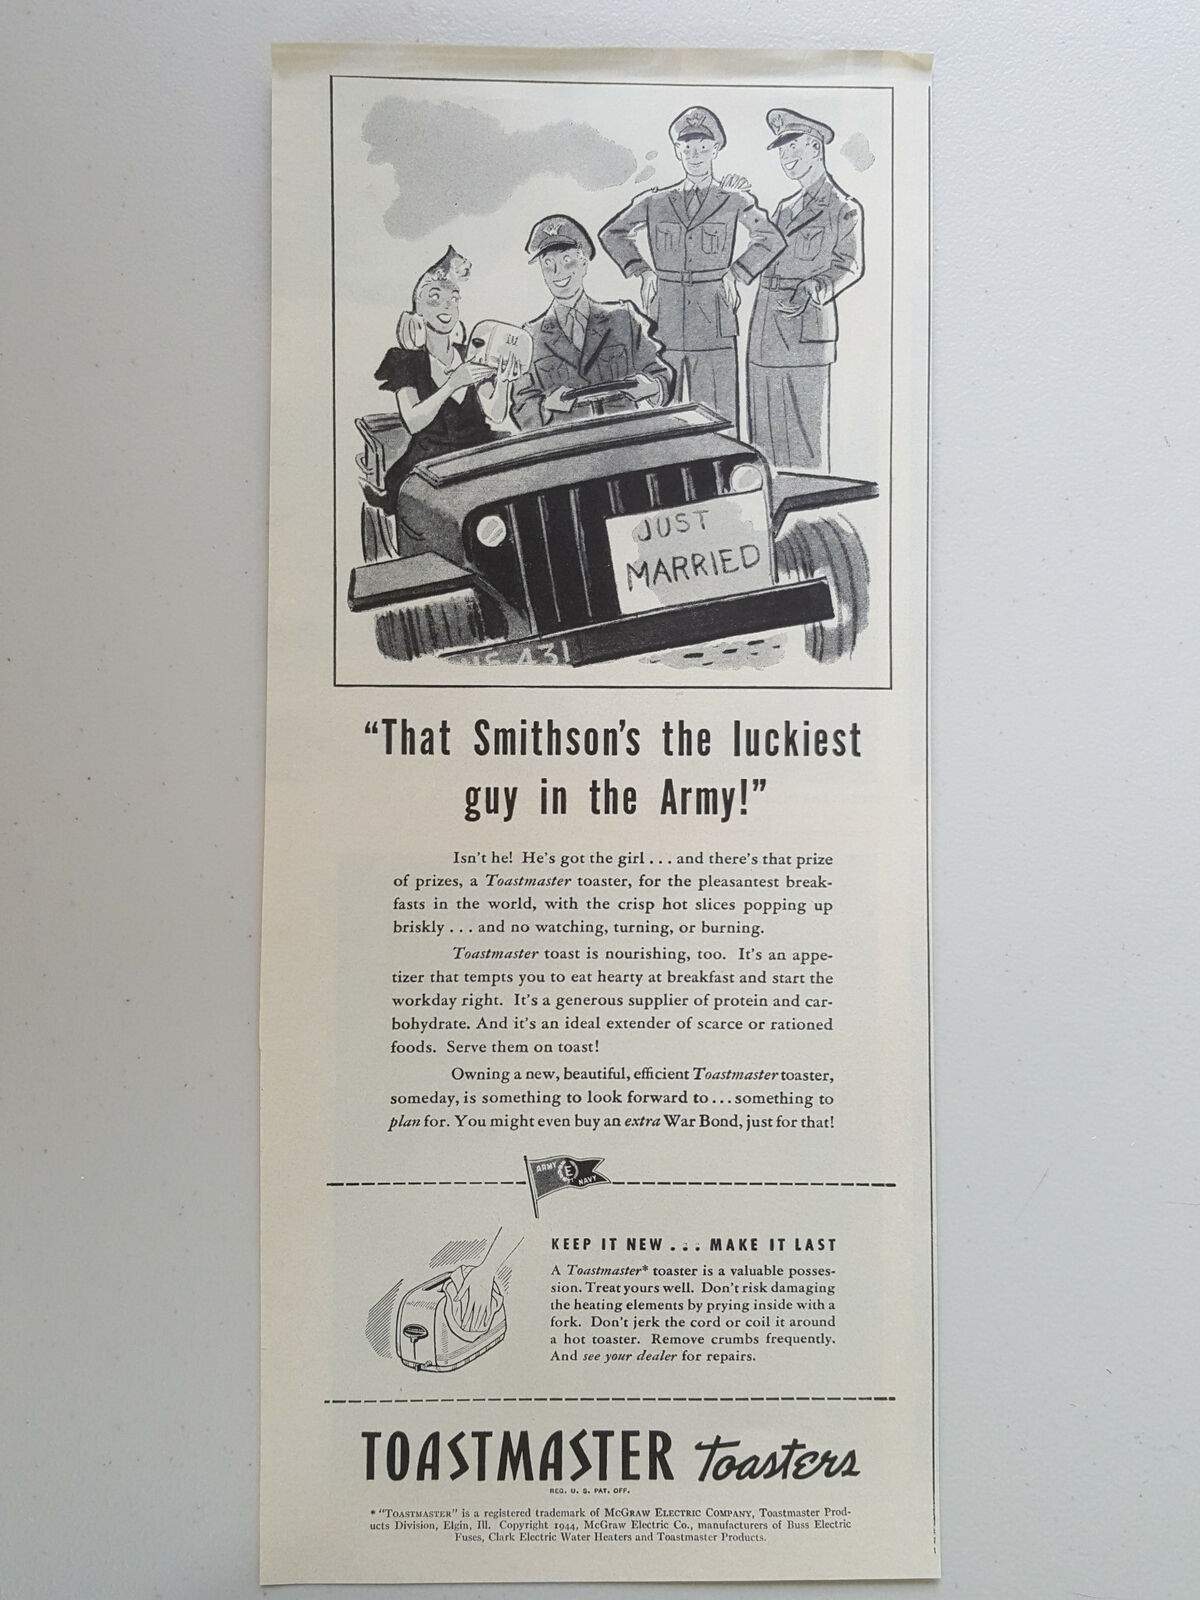 JUST
MARRIED
US 431
“That Smithson's the luckiest
guy in the Army!”
Isn't he! He's got the girl . . . and there's that prize
of prizes, a Toastmaster toaster, for the pleasantest break-
fasts in the world, with the crisp hot slices popping up
briskly . . . and no watching, turning, or burning.
Toastmaster toast is nourishing, too. It's an appe-
tizer that tempts you to eat hearty at breakfast and start the
workday right. It's a generous supplier of protein and car-
bohydrate. And it's an ideal extender of scarce or rationed
foods. Serve them on toast!
Owning a new, beautiful, efficient Toastmaster toaster,
someday, is something to look forward to . . . something to
plan for. You might even buy an extra War Bond, just for that!
ARMY E NAVY
KEEP IT NEW . . . MAKE IT LAST
A Toastmaster* toaster is a valuable posses-
sion. Treat yours well. Don't risk damaging
the heating elements by prying inside with a
fork. Don't jerk the cord or coil it around
a hot toaster. Remove crumbs frequently.
And see your dealer for repairs.
TOASTMASTER Toasters
REG. U. S. PAT. OFF.
* "TOASTMASTER" is a registered trademark of MCGRAW ELECTRIC COMPANY, Toastmaster Prod-
ucts Division, Elgin, Ill. Copyright 1944, McGraw Electric Co., manufacturers of Buss Electric
Fuses, Clark Electric Water Heaters and Toastmaster Products.